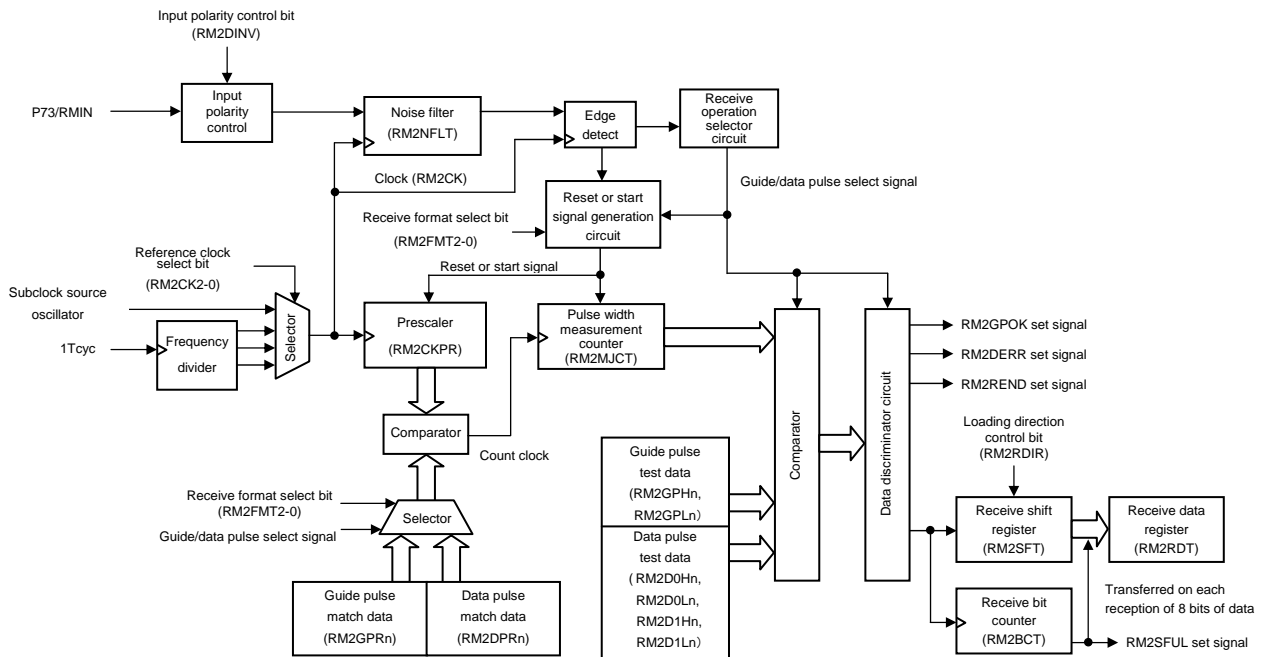 Input polarity control bit
(RM2DINV)
P73/RMIN
Input
polarity
control
Noise filter
(RM2NFLT)
Edge
detect
Receive
operation
selector
circuit
Clock (RM2CK)
Guide/data pulse select signal
Receive format select bit
(RM2FMT2-0)
Reset or start
signal generation
circuit
Reference clock
select bit
(RM2CK2-0)
Reset or start signal
Subclock source
oscillator
1Tcyc
Frequency
divider
Selector
Prescaler
(RM2CKPR)
Pulse width
measurement
counter
(RM2MJCT)
Comparator
Data discriminator circuit
RM2GPOK set signal
RM2DERR set signal
RM2REND set signal
Comparator
Count clock
Loading direction
control bit
(RM2RDIR)
Guide pulse
test data
(RM2GPHn,
RM2GPLn)
Data pulse
test data
(RM2D0Hn,
RM2D0Ln,
RM2D1Hn,
RM2D1Ln)
Receive format select bit
(RM2FMT2-0)
Guide/data pulse select signal
Selector
Receive shift
register
(RM2SFT)
Receive data
register
(RM2RDT)
Guide pulse
match data
(RM2GPRn)
Data pulse
match data
(RM2DPRn)
Receive bit
counter
(RM2BCT)
Transferred on each
reception of 8 bits of data
RM2SFUL set signal